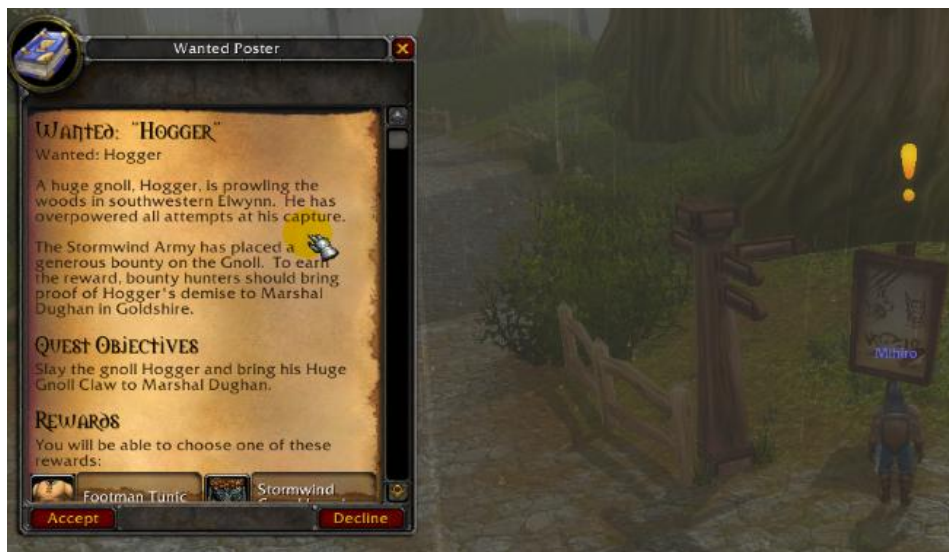 Wanted Poster
Wanted: "Hogger"
Wanted: Hogger
A huge gnoll, Hogger, is prowling the
woods in southwestern Elwynn. He has
overpowered all attempts at his capture.
The Stormwind Army has placed a
generous bounty on the Gnoll. To earn
the reward, bounty hunters should bring
proof of Hogger's demise to Marshal
Dughan in Goldshire.
Quest Objectives
Slay the gnoll Hogger and bring his Huge
Gnoll Claw to Marshal Dughan.
Rewards
You will be able to choose one of these
rewards:
Footman Tunic
Stormwind
Accept
Decline
Mihiro